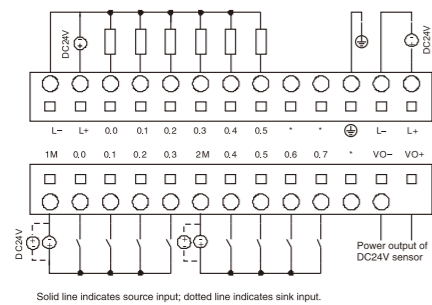 DC24V
DC24V
L− L+ 0.0 0.1 0.2 0.3 0.4 0.5 * * L− L+
1M 0.0 0.1 0.2 0.3 2M 0.4 0.5 0.6 0.7 * VO− VO+
DC24V
Power output of
DC24V sensor
Solid line indicates source input; dotted line indicates sink input.